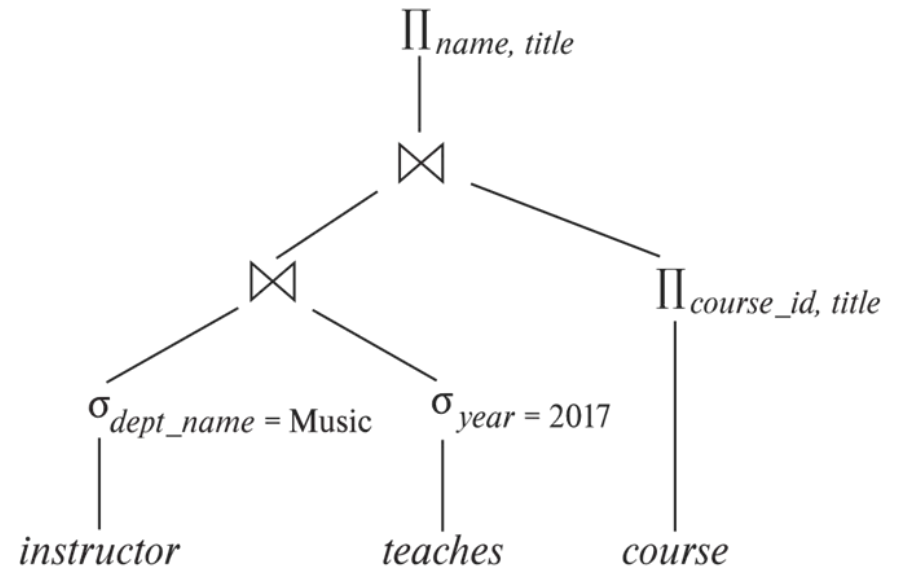 ∏ name, title
⋈
⋈
∏ course_id, title
σ dept_name = Music
σ year = 2017
instructor
teaches
course